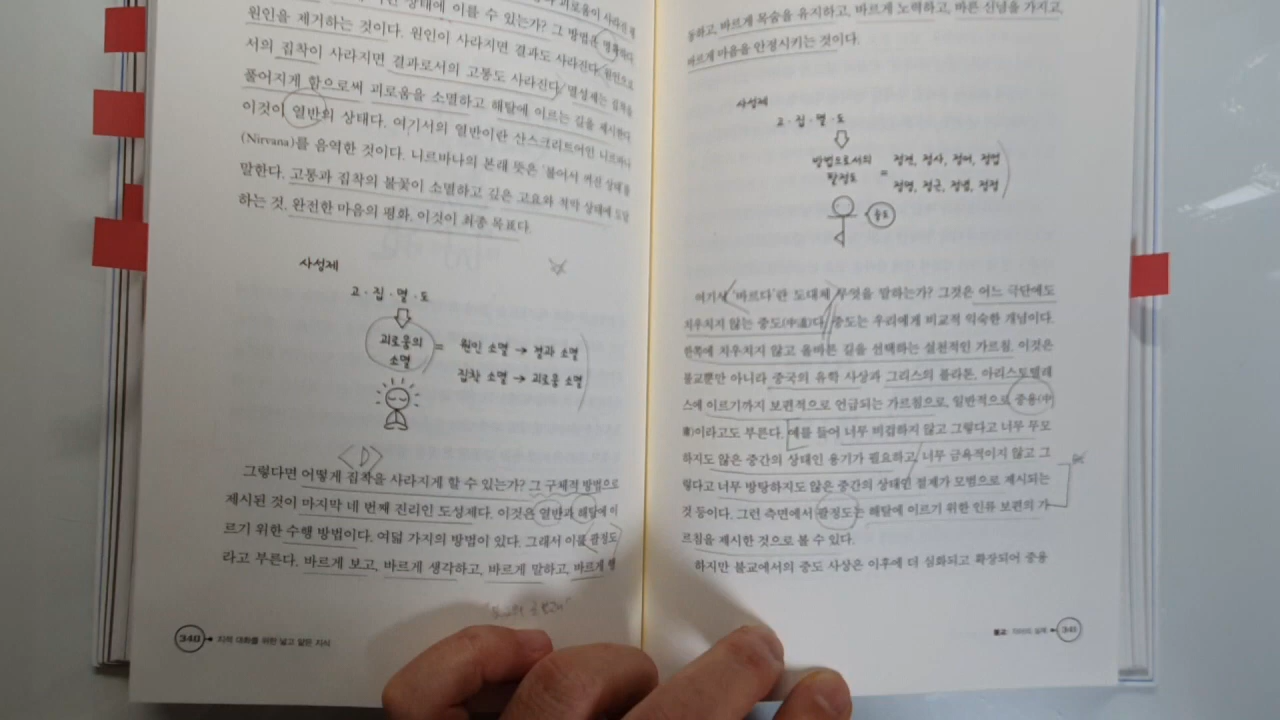 상태에 이를 수 있는가? 그 방법은 명확하다.
원인을 제거하는 것이다. 원인이 사라지면 결과도 사라진다. 원인으로
서의 집착이 사라지면 결과로서의 고통도 사라진다. 멸성제는 집착을
풀어지게 함으로써 괴로움을 소멸하고 해탈에 이르는 길을 제시한다.
이것이 열반의 상태다. 여기서의 열반이란 산스크리트어인 니르바나
(Nirvana)를 음역한 것이다. 니르바나의 본래 뜻은 '불어서 꺼진 상태'를
말한다. 고통과 집착의 불꽃이 소멸하고 깊은 고요와 적막 상태에 도달
하는 것. 완전한 마음의 평화. 이것이 최종 목표다.
사성제
고·집·멸·도
괴로움의
소멸
=
원인 소멸 → 결과 소멸
집착 소멸 → 괴로움 소멸
그렇다면 어떻게 집착을 사라지게 할 수 있는가? 그 구체적 방법으로
제시된 것이 마지막 네 번째 진리인 도성제다. 이것은 열반과 해탈에 이
르기 위한 수행 방법이다. 여덟 가지의 방법이 있다. 그래서 이를 팔정도
라고 부른다. 바르게 보고, 바르게 생각하고, 바르게 말하고, 바르게 행
340 지적 대화를 위한 넓고 얕은 지식
동하고, 바르게 목숨을 유지하고, 바르게 노력하고, 바른 신념을 가지고,
바르게 마음을 안정시키는 것이다.
사성제
고·집·멸·도
방법으로서의
팔정도
=
정견, 정사, 정어, 정업
정명, 정근, 정념, 정정
중도
여기서 '바르다'란 도대체 무엇을 말하는가? 그것은 어느 극단에도
치우치지 않는 중도(中道)다. 중도는 우리에게 비교적 익숙한 개념이다.
한쪽에 치우치지 않고 올바른 길을 선택하는 실천적인 가르침. 이것은
불교뿐만 아니라 중국의 유학 사상과 그리스의 플라톤, 아리스토텔레
스에 이르기까지 보편적으로 언급되는 가르침으로, 일반적으로 중용(中
庸)이라고도 부른다. 예를 들어 너무 비겁하지 않고 그렇다고 너무 무모
하지도 않은 중간의 상태인 용기가 필요하고, 너무 금욕적이지 않고 그
렇다고 너무 방탕하지도 않은 중간의 상태인 절제가 모범으로 제시되는
것 등이다. 그런 측면에서 팔정도는 해탈에 이르기 위한 인류 보편의 가
르침을 제시한 것으로 볼 수 있다.
하지만 불교에서의 중도 사상은 이후에 더 심화되고 확장되어 중용
불교: 자아의 실체 341